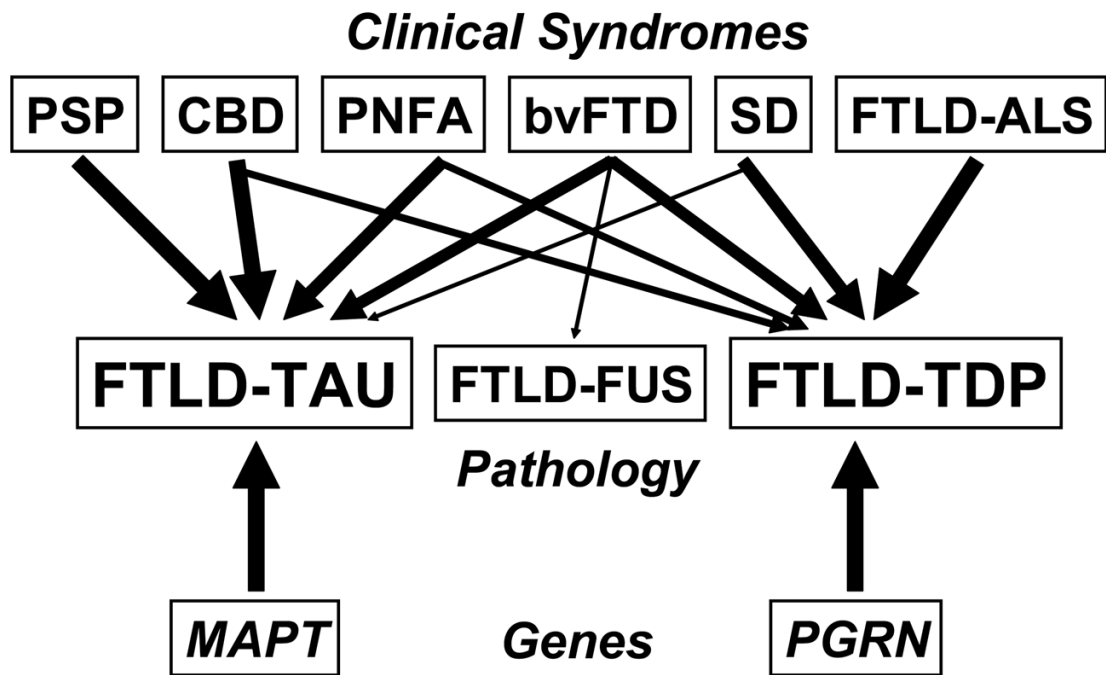 Clinical Syndromes
PSP CBD PNFA bvFTD SD FTLD-ALS
FTLD-TAU FTLD-FUS FTLD-TDP
Pathology
MAPT Genes PGRN